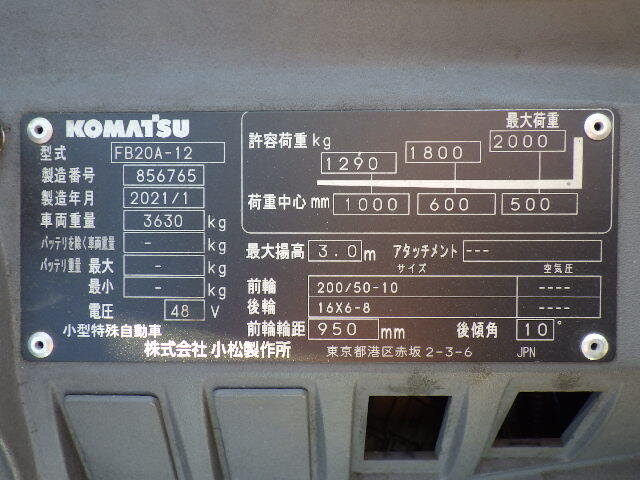 KOMATSU
型式 FB20A-12
製造番号 856765
製造年月 2021/1
車両重量 3630 kg
バッテリを除く車両重量 - kg
バッテリ重量 最大 - kg
最小 - kg
電圧 48 V
小型特殊自動車
最大荷重
許容荷重 kg 1290 1800 2000
荷重中心 mm 1000 600 500
最大揚高 3.0 m アタッチメント ---
サイズ 空気圧
前輪 200/50-10 ----
後輪 16X6-8 ----
前輪輪距 950 mm 後傾角 10°
株式会社 小松製作所 東京都港区赤坂2-3-6 JPN